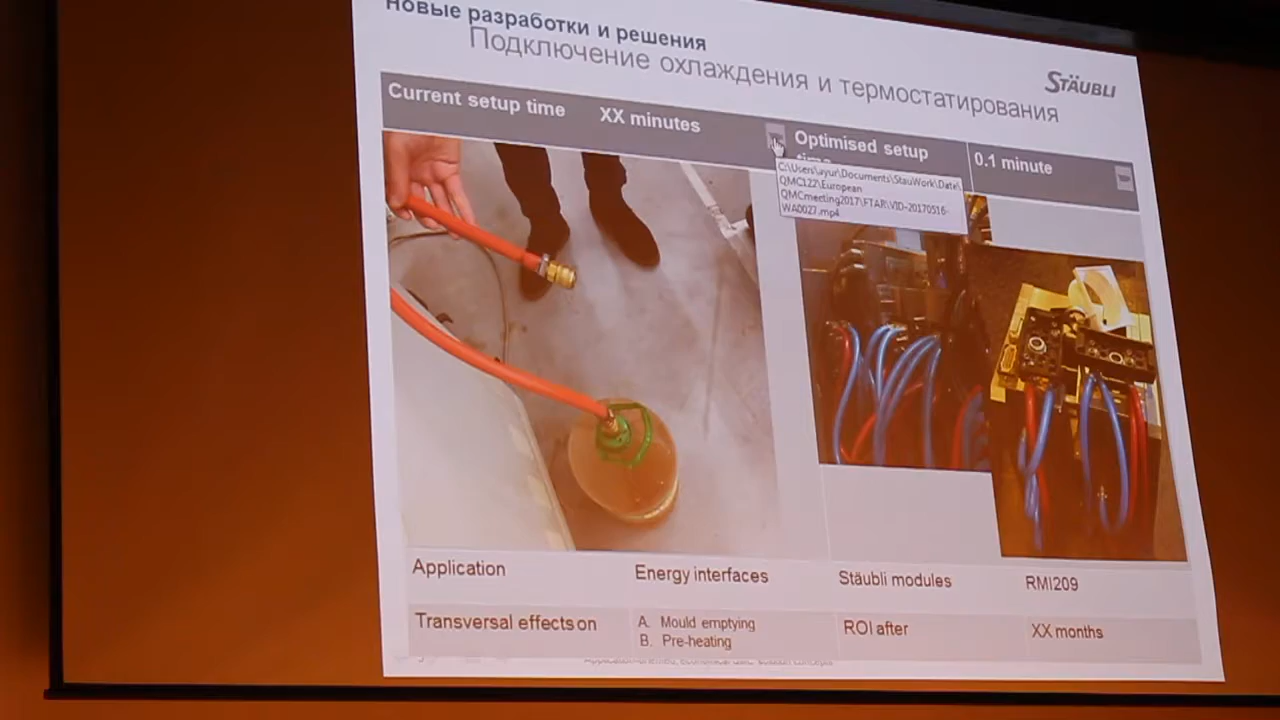 Новые разработки и решения
Подключение охлаждения и термостатирования
STÄUBLI
Current setup time
XX minutes
Optimised setup
time
0.1 minute
C:\Users\ayur\Documents\StauWork\Date\
QMC122\European
QMCmeeting2017\FTAR\VID-20170516-
WA0027.mp4
Application
Energy interfaces
Stäubli modules
RMI209
Transversal effects on
A. Mould emptying
B. Pre-heating
ROI after
XX months